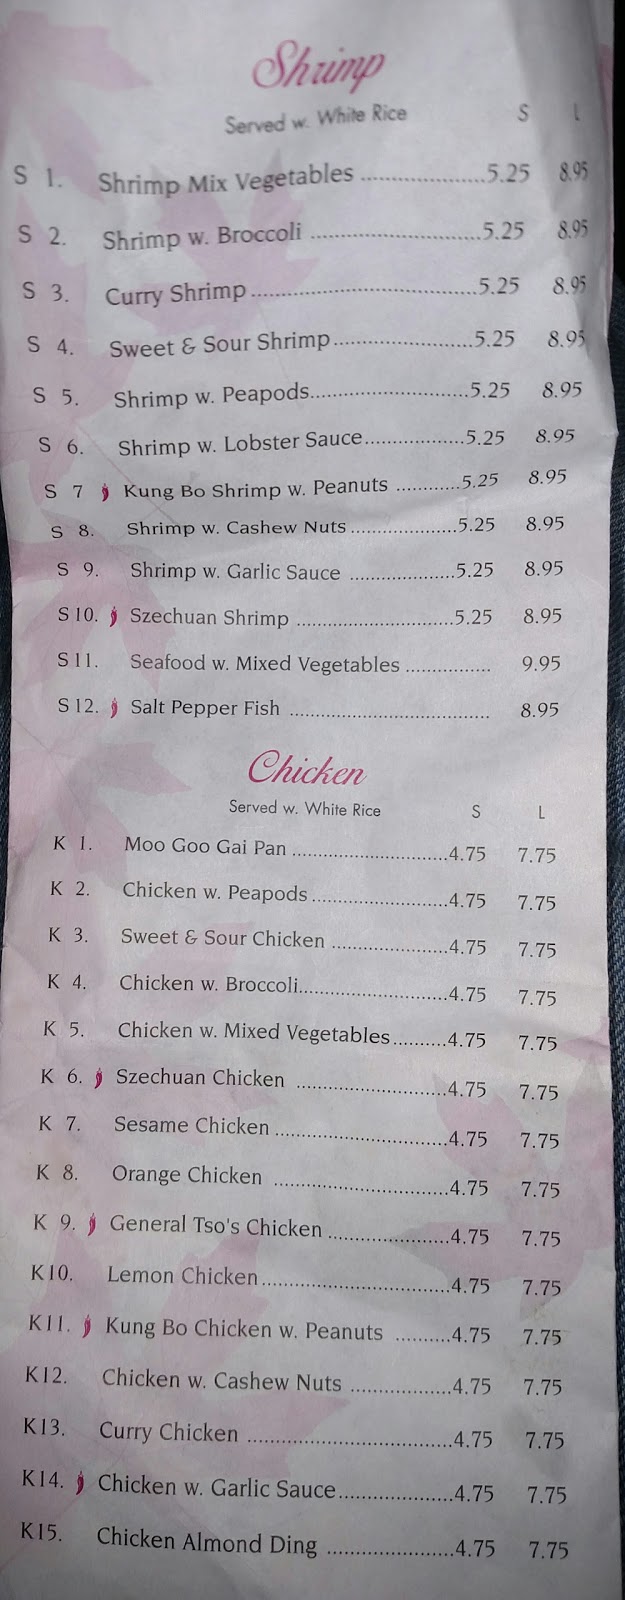 Shrimp
Served w. White Rice S L
S 1. Shrimp Mix Vegetables ....................5.25 8.95
S 2. Shrimp w. Broccoli ............................5.25 8.95
S 3. Curry Shrimp .....................................5.25 8.95
S 4. Sweet & Sour Shrimp.......................5.25 8.95
S 5. Shrimp w. Peapods..........................5.25 8.95
S 6. Shrimp w. Lobster Sauce.................5.25 8.95
S 7 Kung Bo Shrimp w. Peanuts ...........5.25 8.95
S 8. Shrimp w. Cashew Nuts ...................5.25 8.95
S 9. Shrimp w. Garlic Sauce ...................5.25 8.95
S10. Szechuan Shrimp ............................5.25 8.95
S11. Seafood w. Mixed Vegetables ............... 9.95
S12. Salt Pepper Fish ................................... 8.95
Chicken
Served w. White Rice S L
K 1. Moo Goo Gai Pan ...........................4.75 7.75
K 2. Chicken w. Peapods .......................4.75 7.75
K 3. Sweet & Sour Chicken ....................4.75 7.75
K 4. Chicken w. Broccoli..........................4.75 7.75
K 5. Chicken w. Mixed Vegetables .........4.75 7.75
K 6. Szechuan Chicken ..........................4.75 7.75
K 7. Sesame Chicken ..............................4.75 7.75
K 8. Orange Chicken ..............................4.75 7.75
K 9. General Tso's Chicken .....................4.75 7.75
K10. Lemon Chicken .................................4.75 7.75
K11. Kung Bo Chicken w. Peanuts .........4.75 7.75
K12. Chicken w. Cashew Nuts .................4.75 7.75
K13. Curry Chicken ....................................4.75 7.75
K14. Chicken w. Garlic Sauce....................4.75 7.75
K15. Chicken Almond Ding ......................4.75 7.75